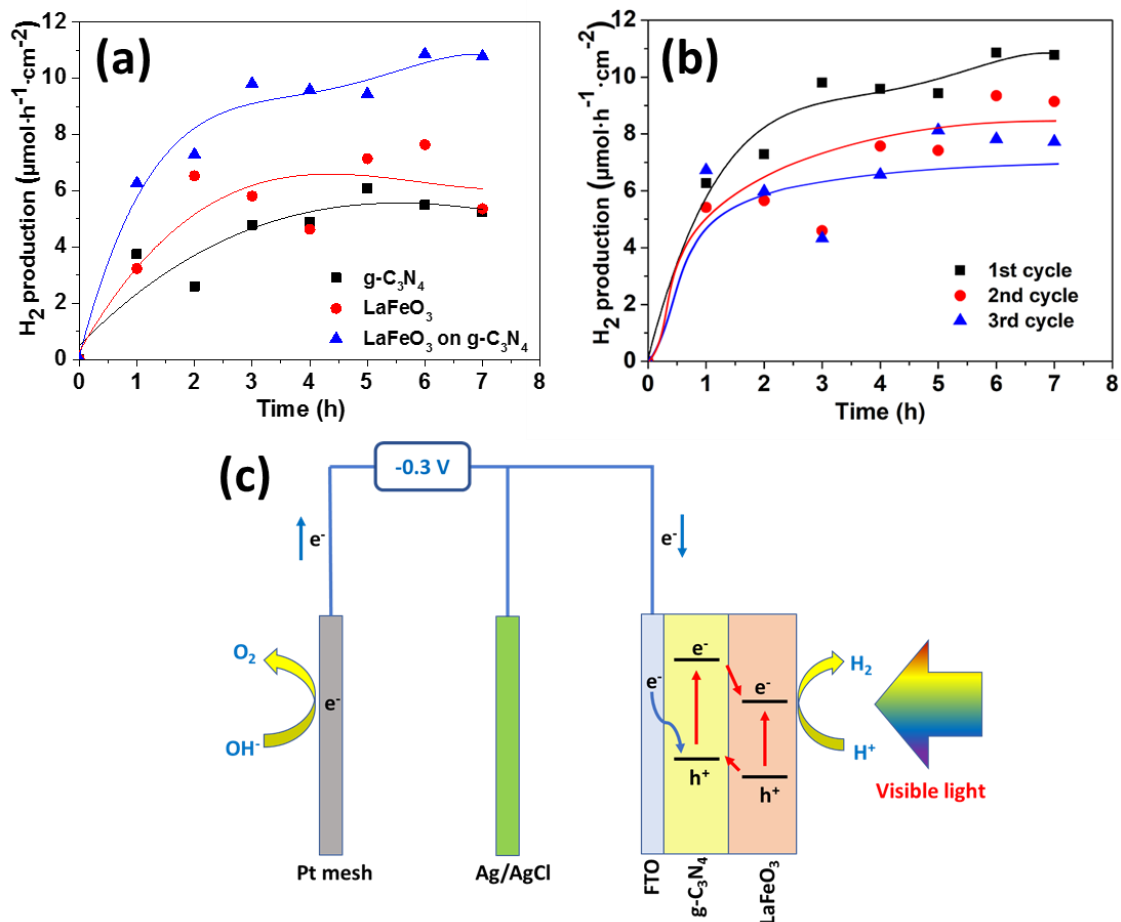 (a)
H₂ production (µmol·h⁻¹·cm⁻²)
12
10
8
6
4
2
0
g-C₃N₄
LaFeO₃
LaFeO₃ on g-C₃N₄
0 1 2 3 4 5 6 7 8
Time (h)
(b)
H₂ production (µmol·h⁻¹·cm⁻²)
12
10
8
6
4
2
0
1st cycle
2nd cycle
3rd cycle
0 1 2 3 4 5 6 7 8
Time (h)
(c)
-0.3 V
e⁻
e⁻
O₂
e⁻
OH⁻
Pt mesh
Ag/AgCl
e⁻
e⁻
e⁻
h⁺
h⁺
H₂
H⁺
Visible light
FTO
g-C₃N₄
LaFeO₃